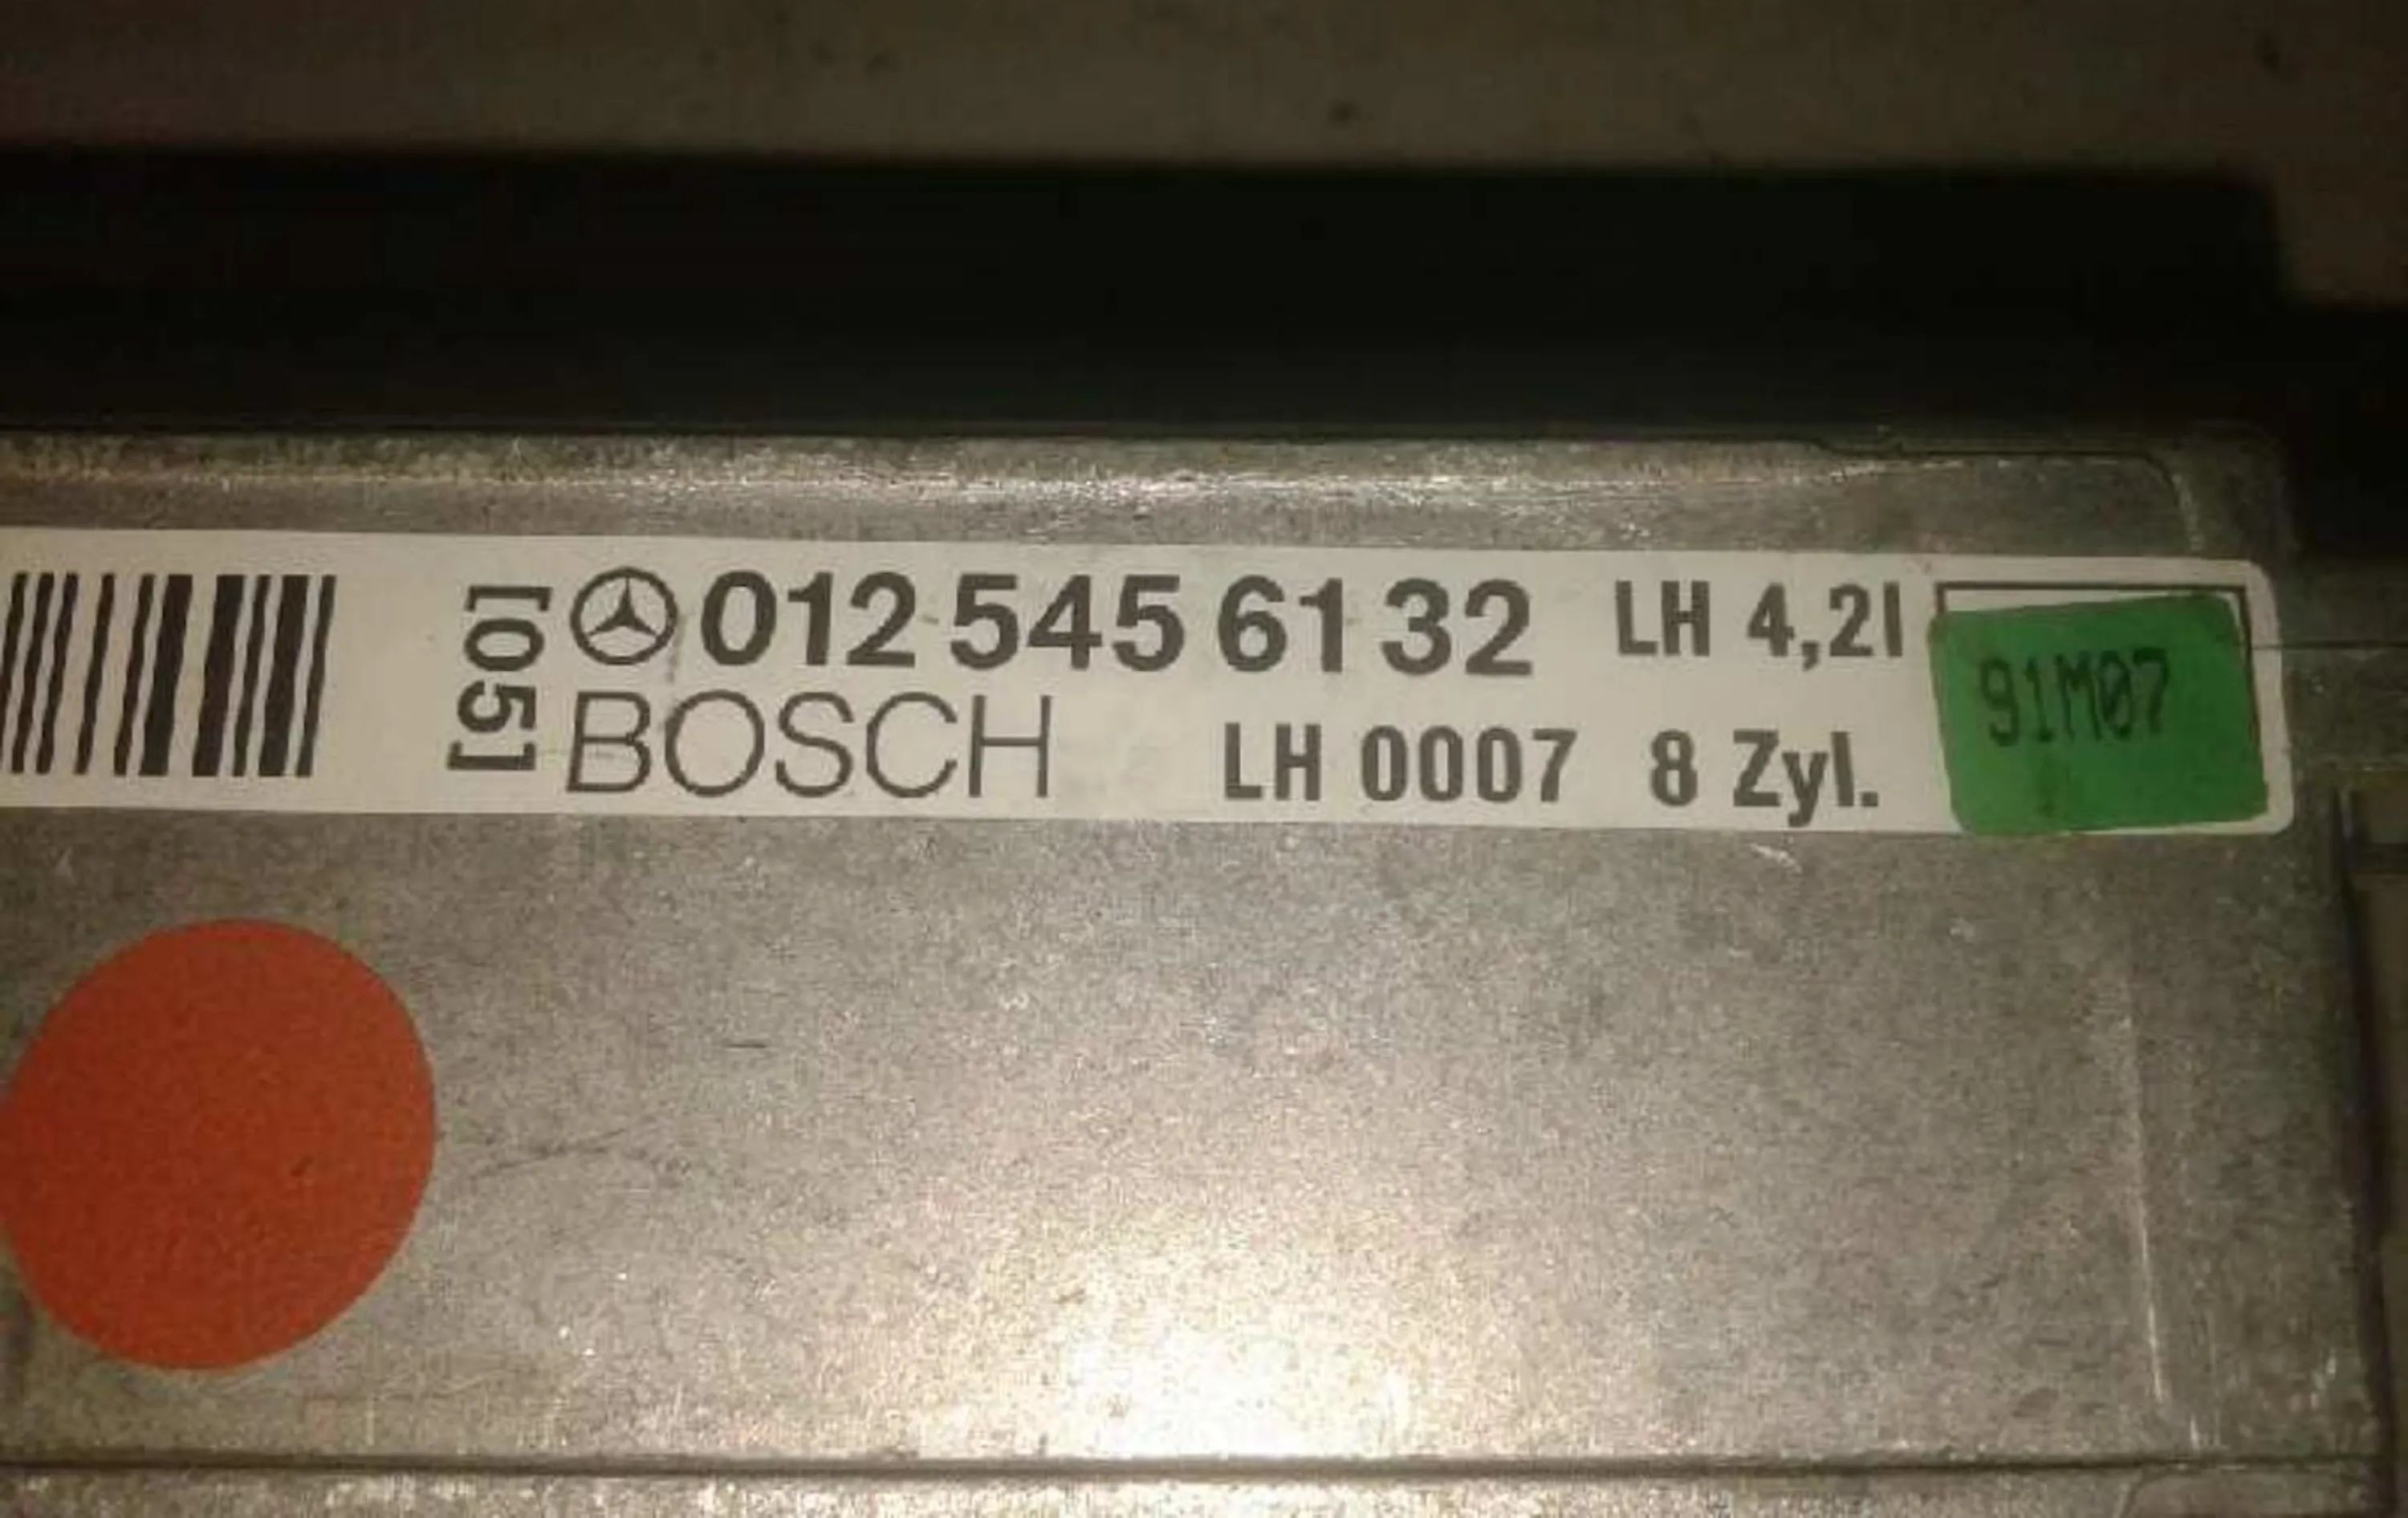 [05] 012 545 61 32 LH 4,2l
BOSCH LH 0007 8 Zyl.
91M07